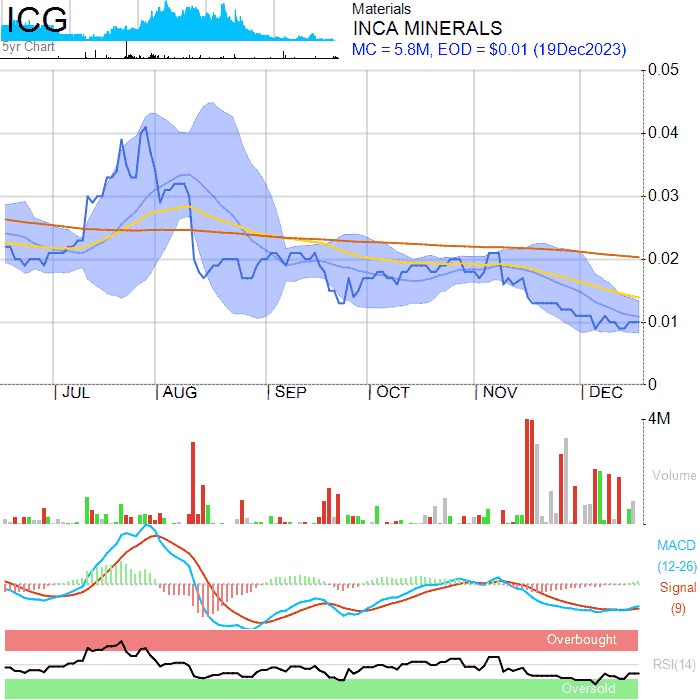 ICG
5yr Chart
Materials
INCA MINERALS
MC = 5.8M, EOD = $0.01 (19Dec2023)
0.05
0.04
0.03
0.02
0.01
0
JUL AUG SEP OCT NOV DEC
4M
Volume
MACD
(12-26)
Signal
(9)
Overbought
RSI(14)
Oversold